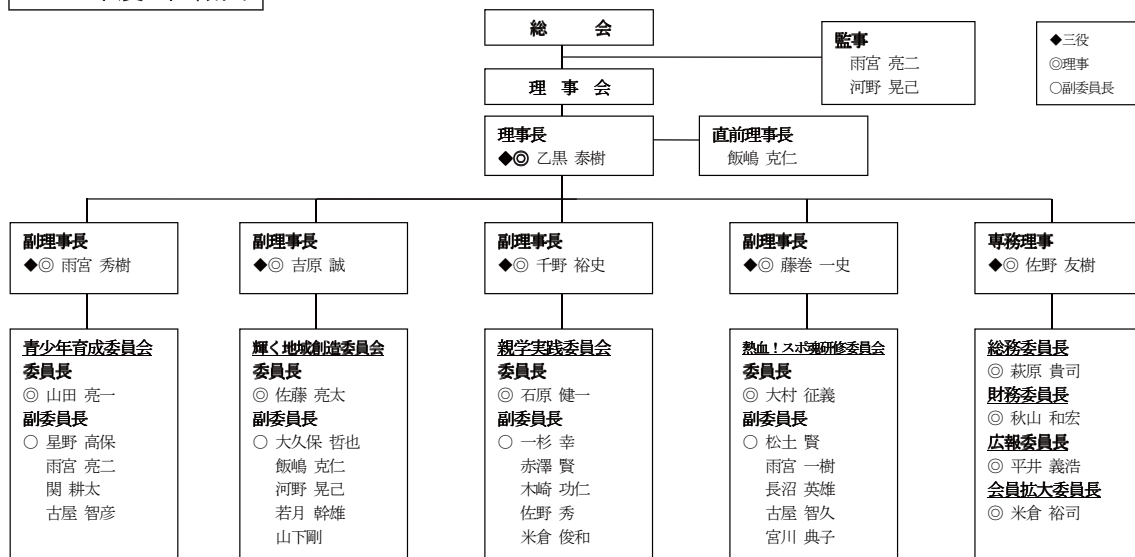 総　会
監事
雨宮 亮二
河野 晃己
◆三役
◎理事
○副委員長
理 事 会
理事長
◆◎ 乙黒 泰樹
直前理事長
飯嶋 克仁
副理事長
◆◎ 雨宮 秀樹
副理事長
◆◎ 吉原 誠
副理事長
◆◎ 千野 裕史
副理事長
◆◎ 藤巻 一史
専務理事
◆◎ 佐野 友樹
青少年育成委員会
委員長
◎ 山田 亮一
副委員長
○ 星野 高保
雨宮 亮二
関 耕太
古屋 智彦
輝く地域創造委員会
委員長
◎ 佐藤 亮太
副委員長
○ 大久保 哲也
飯嶋 克仁
河野 晃己
若月 幹雄
山下剛
親学実践委員会
委員長
◎ 石原 健一
副委員長
○ 一杉 幸
赤澤 賢
木崎 功仁
佐野 秀
米倉 俊和
熱血！スポ魂研修委員会
委員長
◎ 大村 征義
副委員長
○ 松土 賢
雨宮 一樹
長沼 英雄
古屋 智久
宮川 典子
総務委員長
◎ 萩原 貴司
財務委員長
◎ 秋山 和宏
広報委員長
◎ 平井 義浩
会員拡大委員長
◎ 米倉 裕司